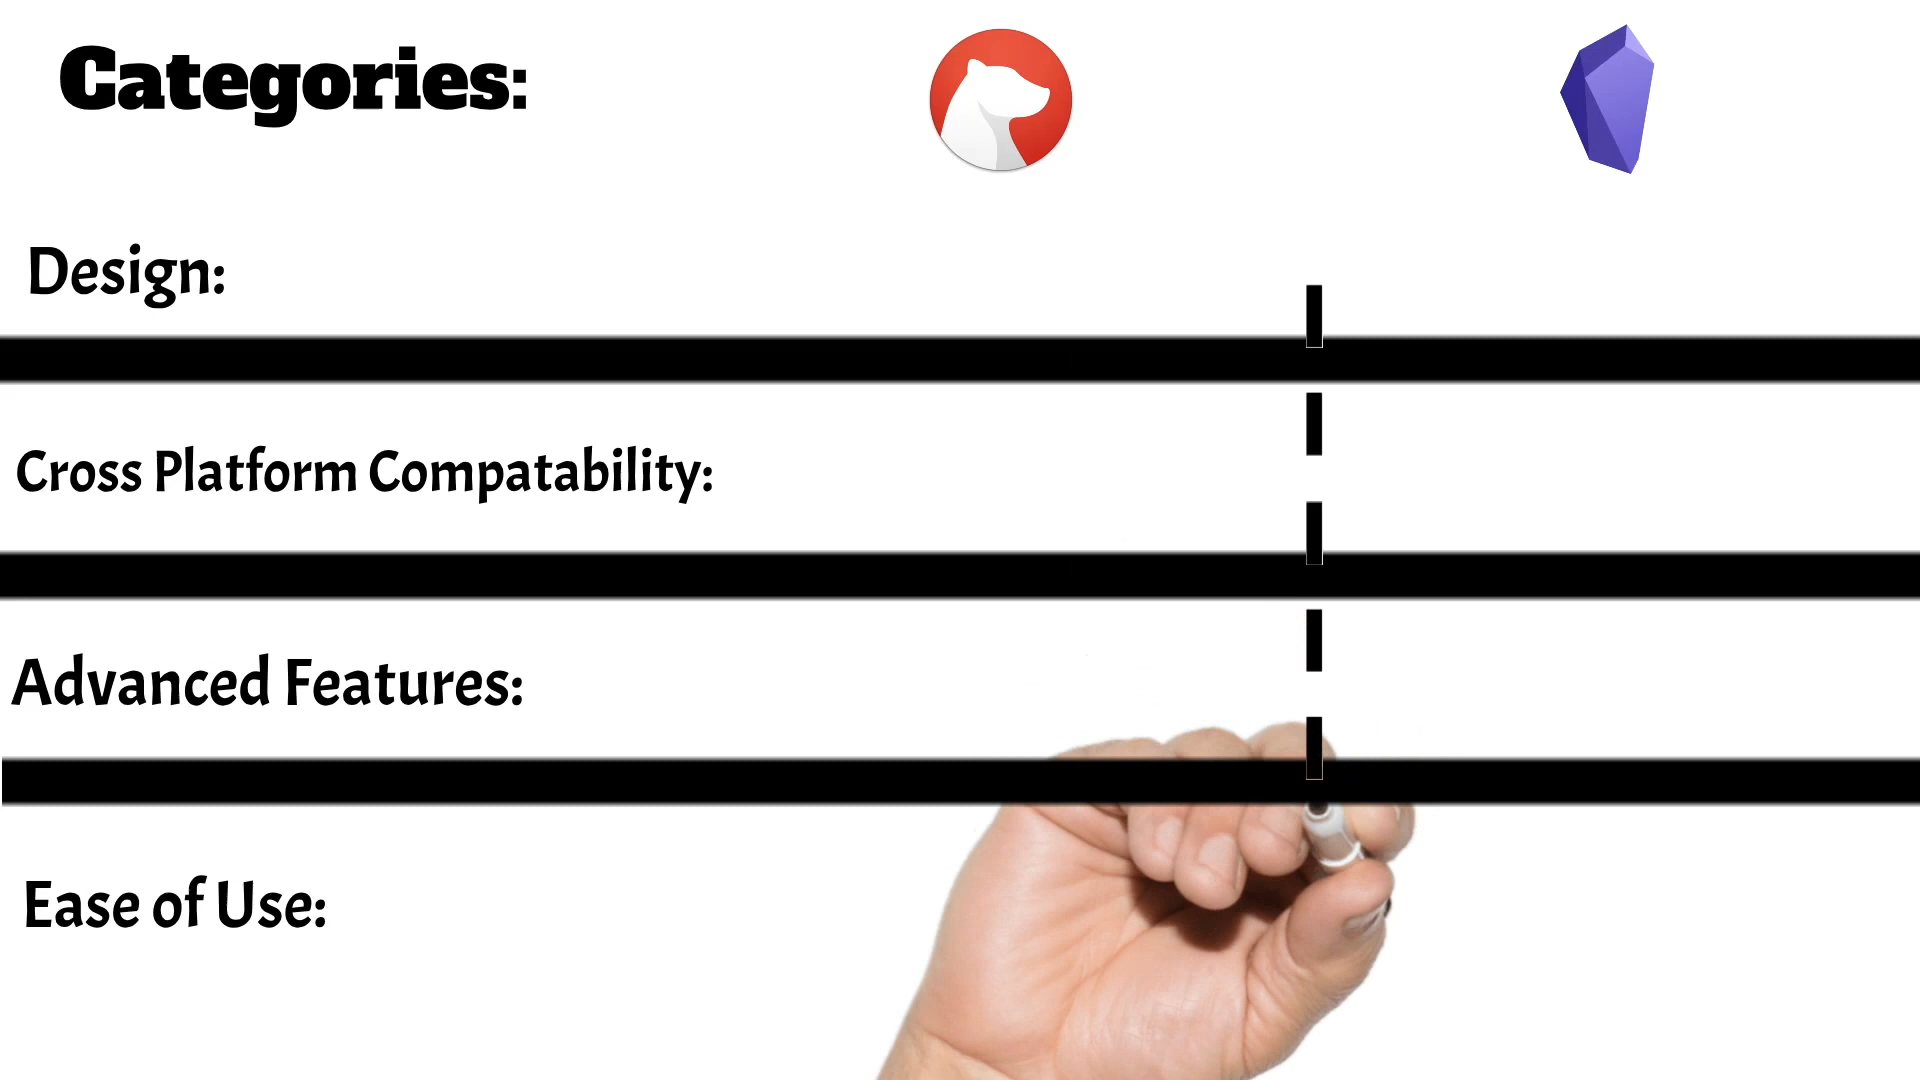 Categories:
Design:
Cross Platform Compatability:
Advanced Features:
Ease of Use: